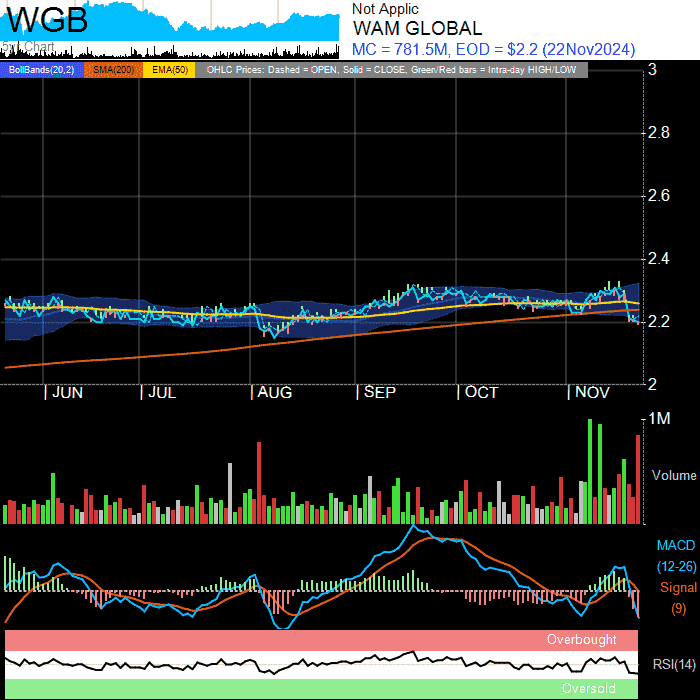 WGB
Not Applic
WAM GLOBAL
MC = 781.5M, EOD = $2.2 (22Nov2024)
BollBands(20,2) SMA(200) EMA(50) OHLC Prices: Dashed = OPEN, Solid = CLOSE, Green/Red bars = Intra-day HIGH/LOW
3
2.8
2.6
2.4
2.2
2
JUN JUL AUG SEP OCT NOV
1M
Volume
MACD
(12-26)
Signal
(9)
Overbought
RSI(14)
Oversold